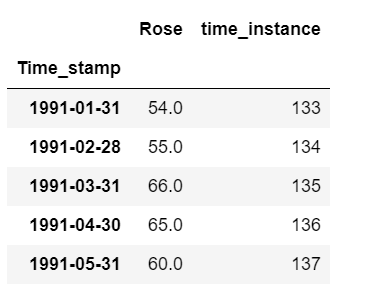 Rose time_instance
Time_stamp
1991-01-31 54.0 133
1991-02-28 55.0 134
1991-03-31 66.0 135
1991-04-30 65.0 136
1991-05-31 60.0 137